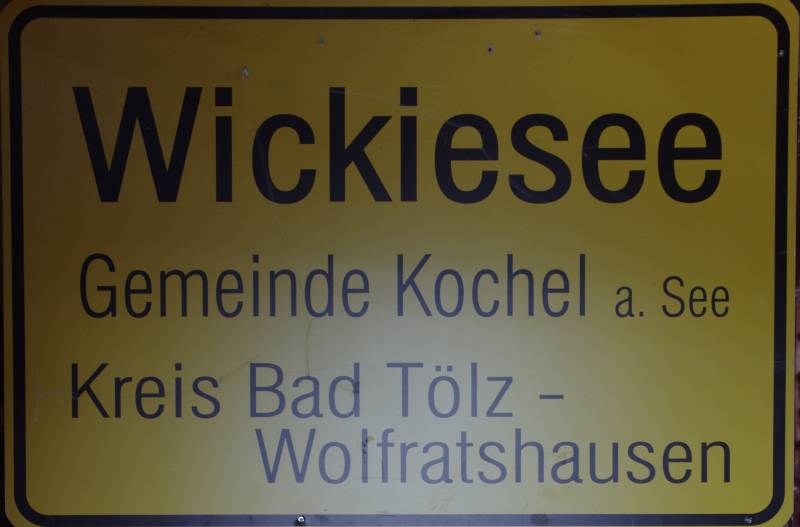 Wickiesee
Gemeinde Kochel a. See
Kreis Bad Tölz -
Wolfratshausen